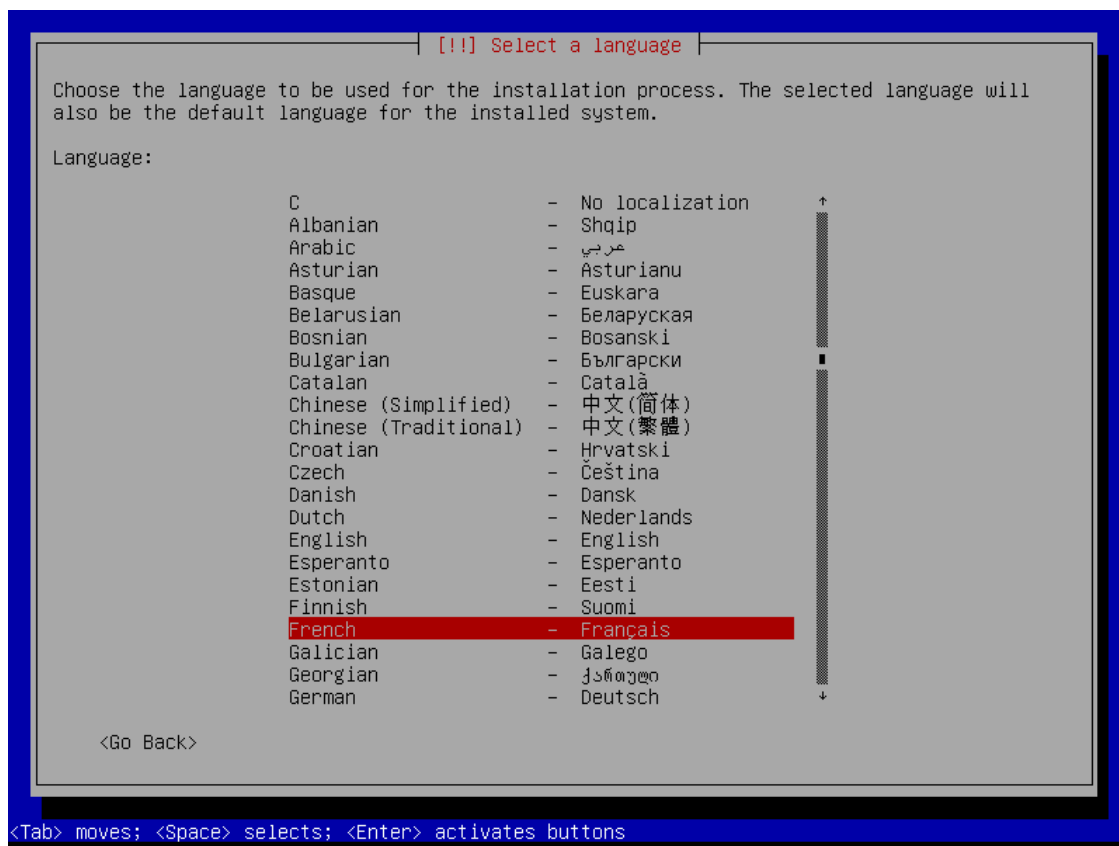 [!!] Select a language
Choose the language to be used for the installation process. The selected language will
also be the default language for the installed system.
Language:
C - No localization
Albanian - Shqip
Arabic - عربي
Asturian - Asturianu
Basque - Euskara
Belarusian - Беларуская
Bosnian - Bosanski
Bulgarian - Български
Catalan - Català
Chinese (Simplified) - 中文(简体)
Chinese (Traditional) - 中文(繁體)
Croatian - Hrvatski
Czech - Čeština
Danish - Dansk
Dutch - Nederlands
English - English
Esperanto - Esperanto
Estonian - Eesti
Finnish - Suomi
French - Français
Galician - Galego
Georgian - ქართული
German - Deutsch
<Go Back>
<Tab> moves; <Space> selects; <Enter> activates buttons